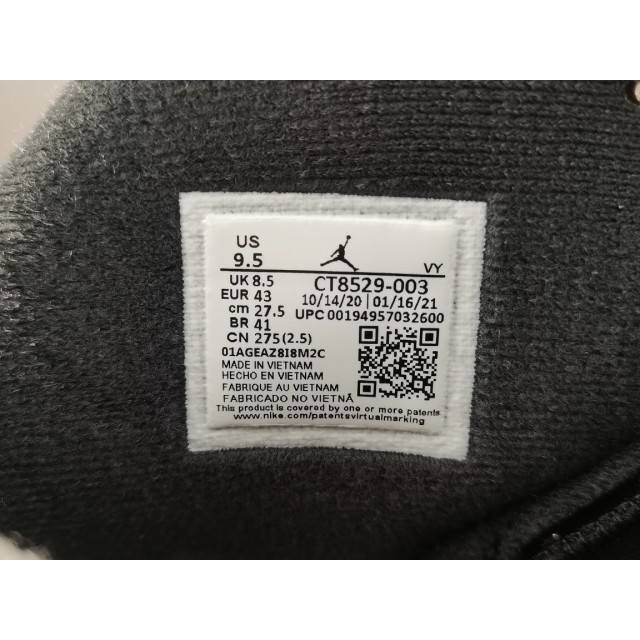 US
9.5
VY
UK 8.5
EUR 43
cm 27.5
BR 41
CN 275(2.5)
CT8529-003
10/14/20 | 01/16/21
UPC 00194957032600
01AGEAZ8I8M2C
MADE IN VIETNAM
HECHO EN VIETNAM
FABRIQUE AU VIETNAM
FABRICADO NO VIETNÃ
This product is covered by one or more patents
www.nike.com/patentsvirtualmarking